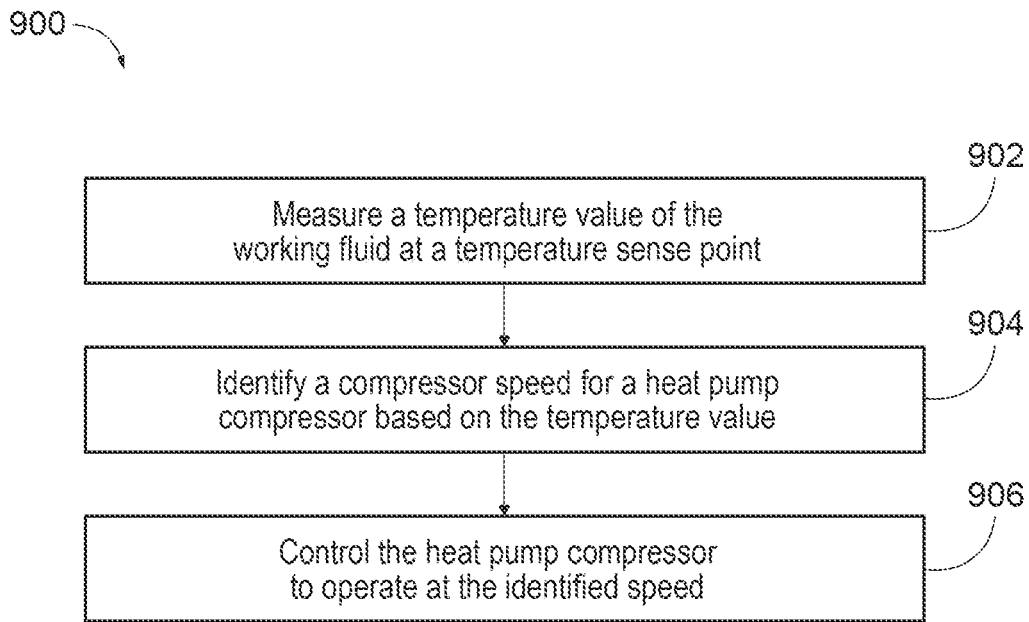 900
902
Measure a temperature value of the
working fluid at a temperature sense point
904
Identify a compressor speed for a heat pump
compressor based on the temperature value
906
Control the heat pump compressor
to operate at the identified speed